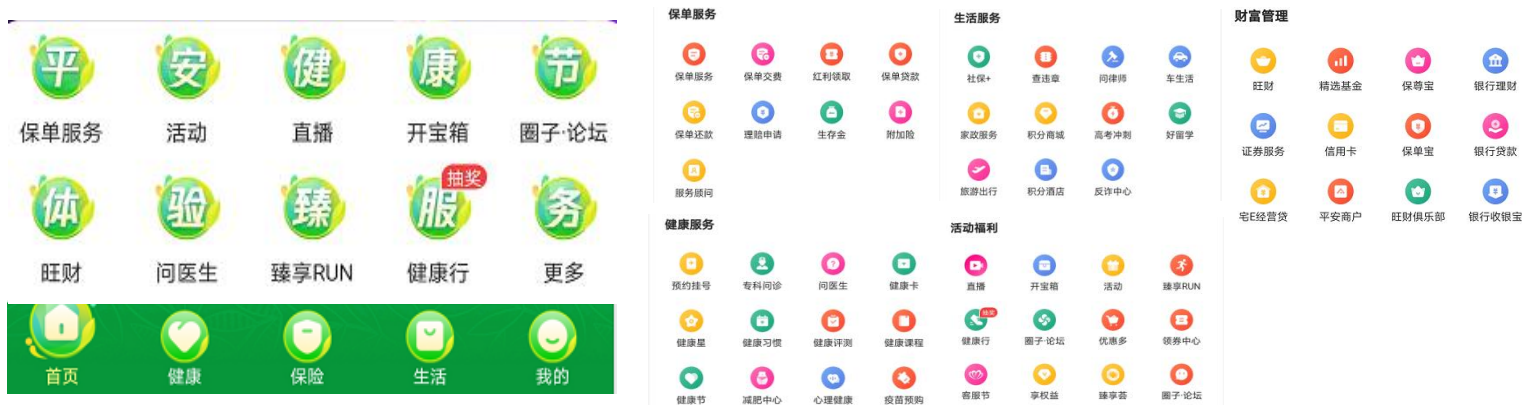 平 安 健 康 节
保单服务 活动 直播 开宝箱 圈子·论坛
抽奖
体 验 臻 服 务
旺财 问医生 臻享RUN 健康行 更多
首页 健康 保险 生活 我的
保单服务
保单服务 保单交费 红利领取 保单贷款
保单还款 理赔申请 生存金 附加险
服务顾问
健康服务
预约挂号 专科问诊 问医生 健康卡
健康星 健康习惯 健康评测 健康课程
健康节 减肥中心 心理健康 疫苗预购
生活服务
社保+ 查违章 问律师 车生活
家政服务 积分商城 高考冲刺 好留学
旅游出行 积分酒店 反诈中心
活动福利
直播 开宝箱 活动 臻享RUN
抽奖
健康行 圈子·论坛 优惠多 领券中心
客服节 享权益 臻享荟 圈子·论坛
财富管理
旺财 精选基金 保尊宝 银行理财
证券服务 信用卡 保单宝 银行贷款
宅E经营贷 平安商户 旺财俱乐部 银行收银宝